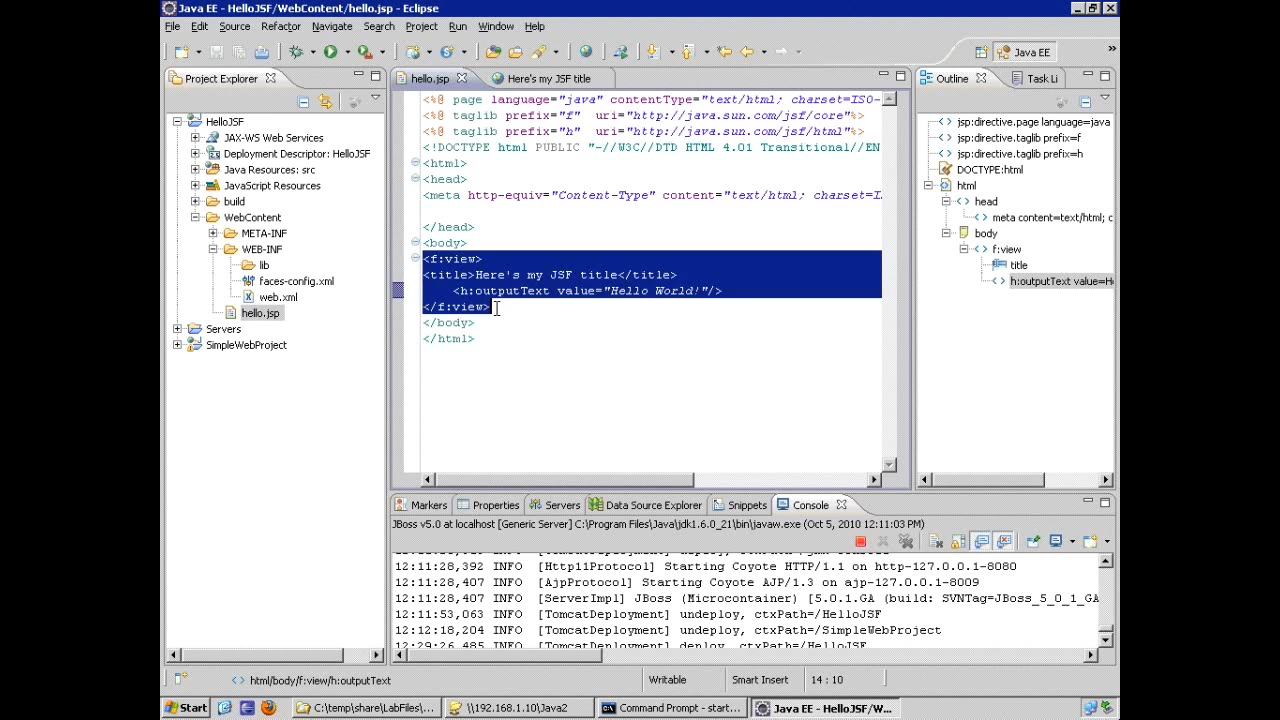 Java EE - HelloJSF/WebContent/hello.jsp - Eclipse
File Edit Source Refactor Navigate Search Project Run Window Help
Java EE
Project Explorer
HelloJSF
JAX-WS Web Services
Deployment Descriptor: HelloJSF
Java Resources: src
JavaScript Resources
build
WebContent
META-INF
WEB-INF
lib
faces-config.xml
web.xml
hello.jsp
Servers
SimpleWebProject
hello.jsp Here's my JSF title
<%@ page language="java" contentType="text/html; charset=ISO-
<%@ taglib prefix="f" uri="http://java.sun.com/jsf/core"%>
<%@ taglib prefix="h" uri="http://java.sun.com/jsf/html"%>
<!DOCTYPE html PUBLIC "-//W3C//DTD HTML 4.01 Transitional//EN
<html>
<head>
<meta http-equiv="Content-Type" content="text/html; charset=I
</head>
<body>
<f:view>
<title>Here's my JSF title</title>
<h:outputText value="Hello World!"/>
</f:view>
</body>
</html>
Outline Task Li
jsp:directive.page language=java
jsp:directive.taglib prefix=f
jsp:directive.taglib prefix=h
DOCTYPE:html
html
head
meta content=text/html; c
body
f:view
title
h:outputText value=He
Markers Properties Servers Data Source Explorer Snippets Console
JBoss v5.0 at localhost [Generic Server] C:\Program Files\Java\jdk1.6.0_21\bin\javaw.exe (Oct 5, 2010 12:11:03 PM)
12:11:28,392 INFO [Http11Protocol] Starting Coyote HTTP/1.1 on http-127.0.0.1-8080
12:11:28,407 INFO [AjpProtocol] Starting Coyote AJP/1.3 on ajp-127.0.0.1-8009
12:11:28,407 INFO [ServerImpl] JBoss (Microcontainer) [5.0.1.GA (build: SVNTag=JBoss_5_0_1_GA
12:11:53,063 INFO [TomcatDeployment] undeploy, ctxPath=/HelloJSF
12:12:18,204 INFO [TomcatDeployment] undeploy, ctxPath=/SimpleWebProject
12:29:26,485 INFO [TomcatDeployment] deploy, ctxPath=/HelloJSF
html/body/f:view/h:outputText Writable Smart Insert 14 : 10
Start C:\temp\share\LabFiles\... \\192.168.1.10\Java2 Command Prompt - start... Java EE - HelloJSF/W...